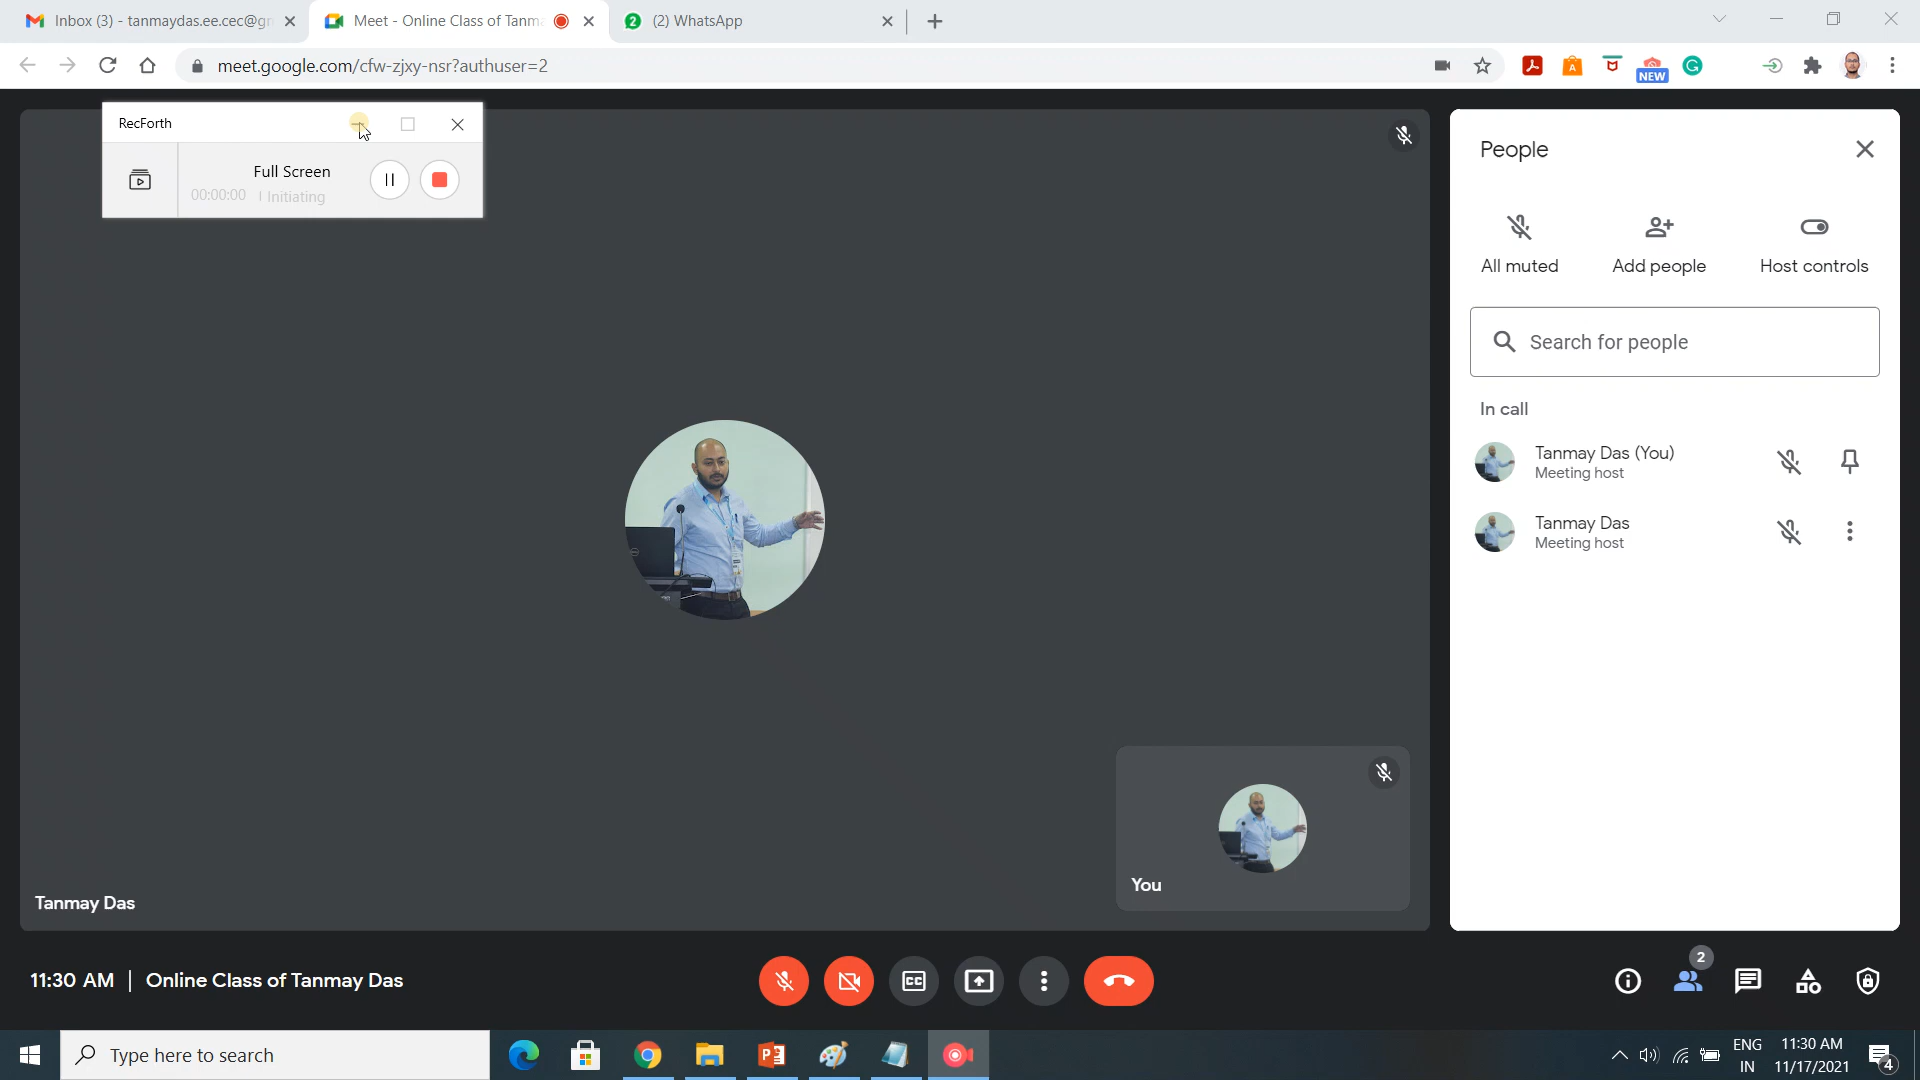 Inbox (3) - tanmaydas.ee.cec@gm
Meet - Online Class of Tanm
2
(2) WhatsApp
meet.google.com/cfw-zjxy-nsr?authuser=2
A
NEW
G
RecForth
Full Screen
00:00:00 | Initiating
People
All muted
Add people
Host controls
Search for people
In call
Tanmay Das (You)
Meeting host
Tanmay Das
Meeting host
You
Tanmay Das
11:30 AM | Online Class of Tanmay Das
CC
2
Type here to search
P
ENG
IN
11:30 AM
11/17/2021
4